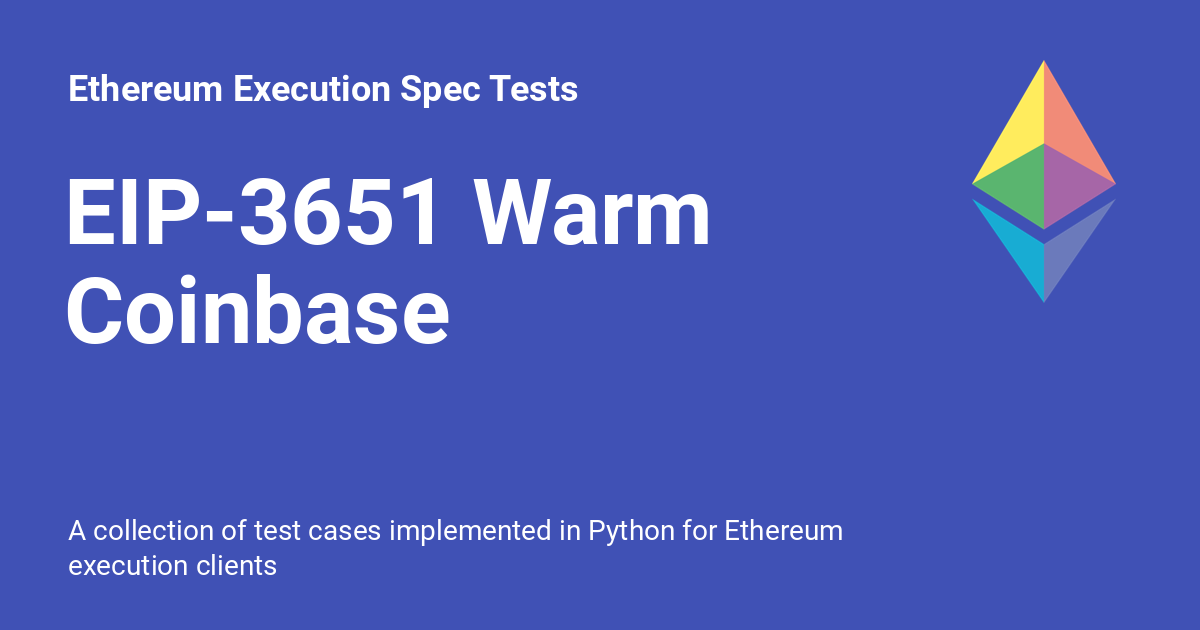 Ethereum Execution Spec Tests
EIP-3651 Warm
Coinbase
A collection of test cases implemented in Python for Ethereum
execution clients